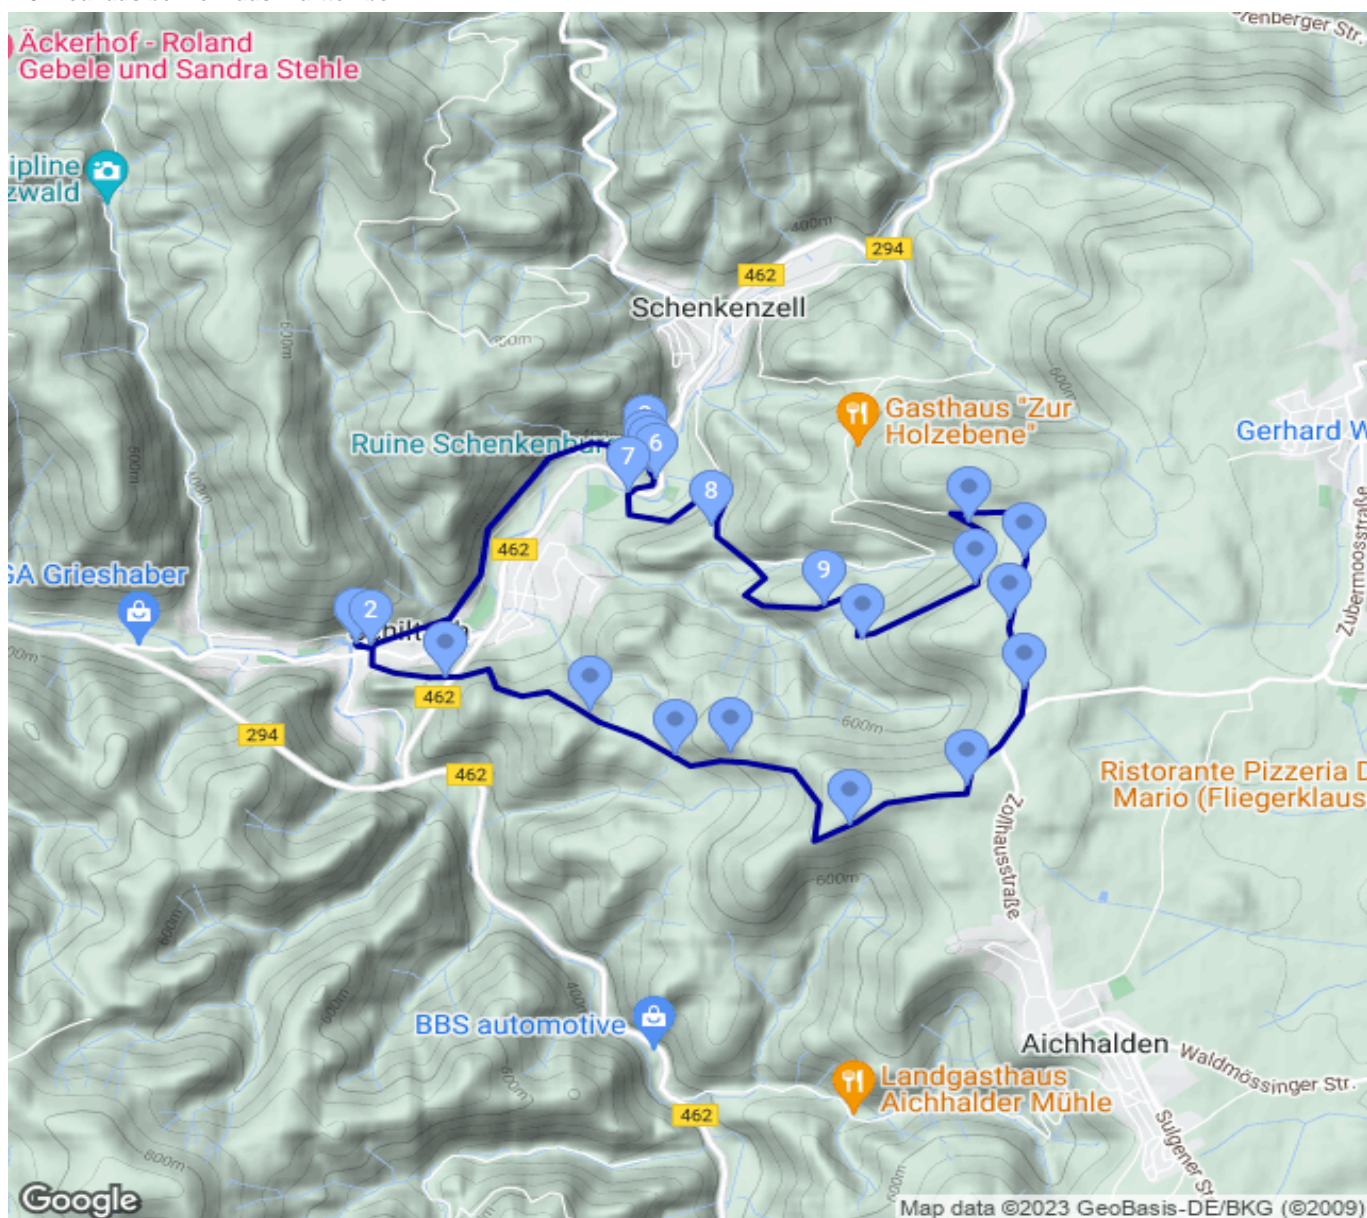 Äckerhof - Roland
Gebele und Sandra Stehle
ipline
zwald
294
400m
462
Schenkenzell
600m
Gasthaus "Zur
Holzebene"
Gerhard W
Ruine Schenkenbu
6
7
8
9
2
462
GA Grieshaber
Zubermoosstraße
462
294
462
600m
Ristorante Pizzeria D
Mario (Fliegerklaus
Zollhausstraße
600m
BBS automotive
Aichhalden
Waldmössinger Str.
Landgasthaus
Aichhalder Mühle
462
Sulgener St
800m
Google
Map data ©2023 GeoBasis-DE/BKG (©2009)